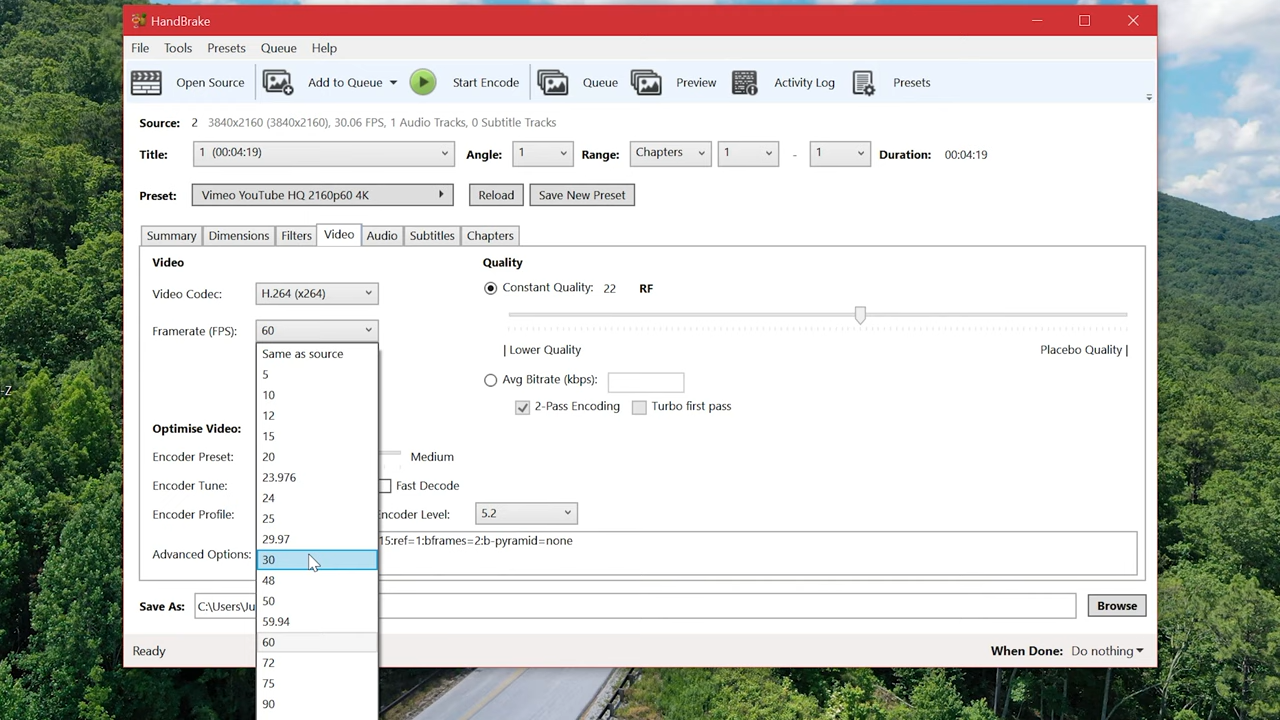 HandBrake
File Tools Presets Queue Help
Open Source Add to Queue Start Encode Queue Preview Activity Log Presets
Source: 2 3840x2160 (3840x2160), 30.06 FPS, 1 Audio Tracks, 0 Subtitle Tracks
Title: 1 (00:04:19) Angle: 1 Range: Chapters 1 - 1 Duration: 00:04:19
Preset: Vimeo YouTube HQ 2160p60 4K Reload Save New Preset
Summary Dimensions Filters Video Audio Subtitles Chapters
Video Quality
Video Codec: H.264 (x264) Constant Quality: 22 RF
Framerate (FPS): 60
Same as source | Lower Quality Placebo Quality |
5 Avg Bitrate (kbps):
-Z
10
12 2-Pass Encoding Turbo first pass
Optimise Video: 15
Encoder Preset: 20 Medium
23.976
Encoder Tune: Fast Decode
24
Encoder Profile: 25 ncoder Level: 5.2
29.97 15:ref=1:bframes=2:b-pyramid=none
Advanced Options: 30
48
Save As: C:\Users\Ju 50 Browse
59.94
60
Ready When Done: Do nothing
72
75
90